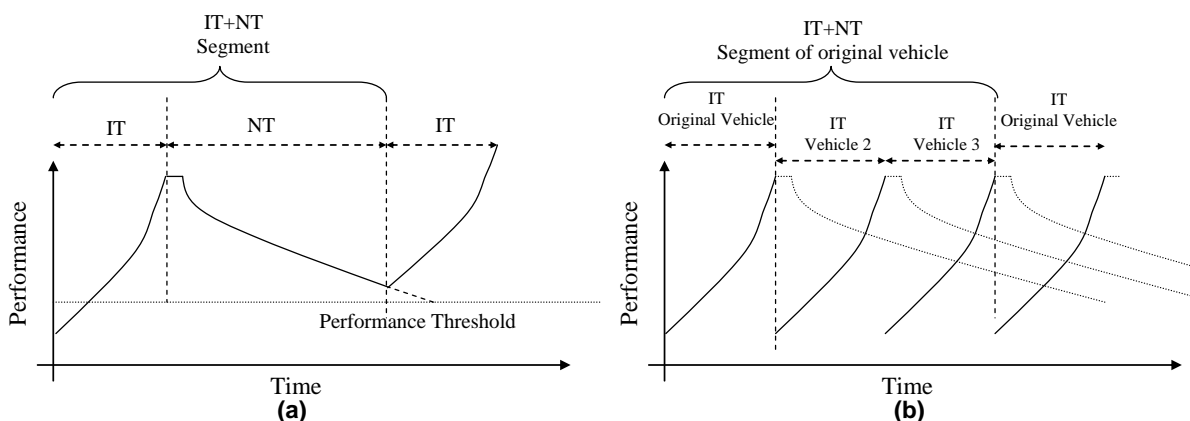 IT+NT
Segment
IT
NT
IT
Performance
Performance Threshold
Time
(a)
IT+NT
Segment of original vehicle
IT
Original Vehicle
IT
Vehicle 2
IT
Vehicle 3
IT
Original Vehicle
Performance
Time
(b)